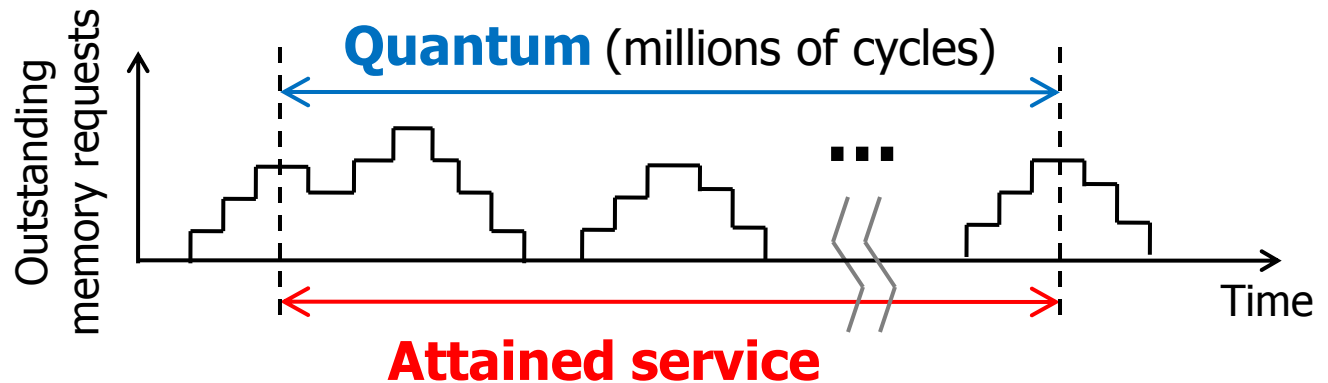 Outstanding
memory requests
Quantum (millions of cycles)
...
Time
Attained service